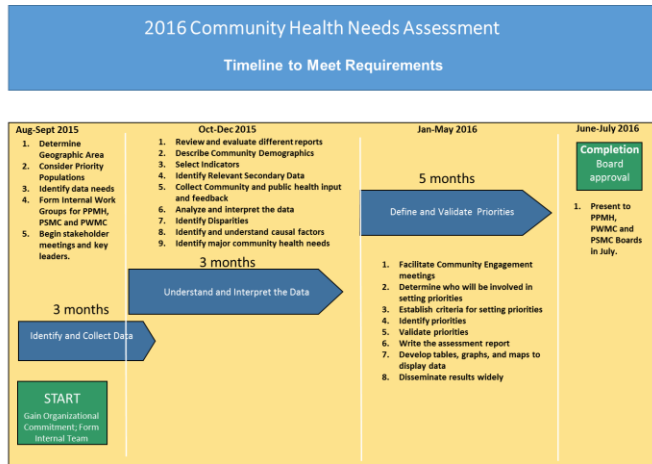 2016 Community Health Needs Assessment
Timeline to Meet Requirements
Aug-Sept 2015
1. Determine
Geographic Area
2. Consider Priority
Populations
3. Identify data needs
4. Form Internal Work
Groups for PPMH,
PSMC and PWMC
5. Begin stakeholder
meetings and key
leaders.
3 months
Identify and Collect Data
START
Gain Organizational
Commitment; Form
Internal Team
Oct-Dec 2015
1. Review and evaluate different reports
2. Describe Community Demographics
3. Select Indicators
4. Identify Relevant Secondary Data
5. Collect Community and public health input
and feedback
6. Analyze and interpret the data
7. Identify Disparities
8. Identify and understand causal factors
9. Identify major community health needs
3 months
Understand and Interpret the Data
Jan-May 2016
5 months
Define and Validate Priorities
1. Facilitate Community Engagement
meetings
2. Determine who will be involved in
setting priorities
3. Establish criteria for setting priorities
4. Identify priorities
5. Validate priorities
6. Write the assessment report
7. Develop tables, graphs, and maps to
display data
8. Disseminate results widely
June-July 2016
Completion
Board
approval
1. Present to
PPMH,
PWMC and
PSMC Boards
in July.